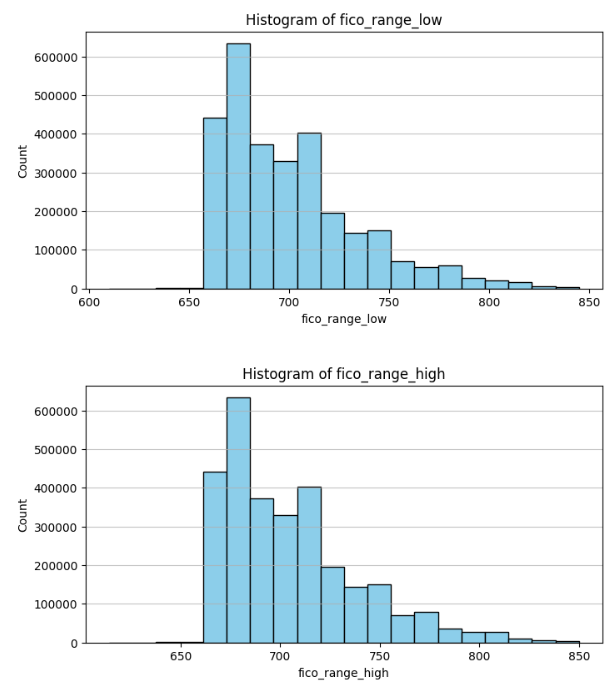 Histogram of fico_range_low
600000
500000
400000
300000
200000
100000
0
Count
600 650 700 750 800 850
fico_range_low
Histogram of fico_range_high
600000
500000
400000
300000
200000
100000
0
Count
650 700 750 800 850
fico_range_high